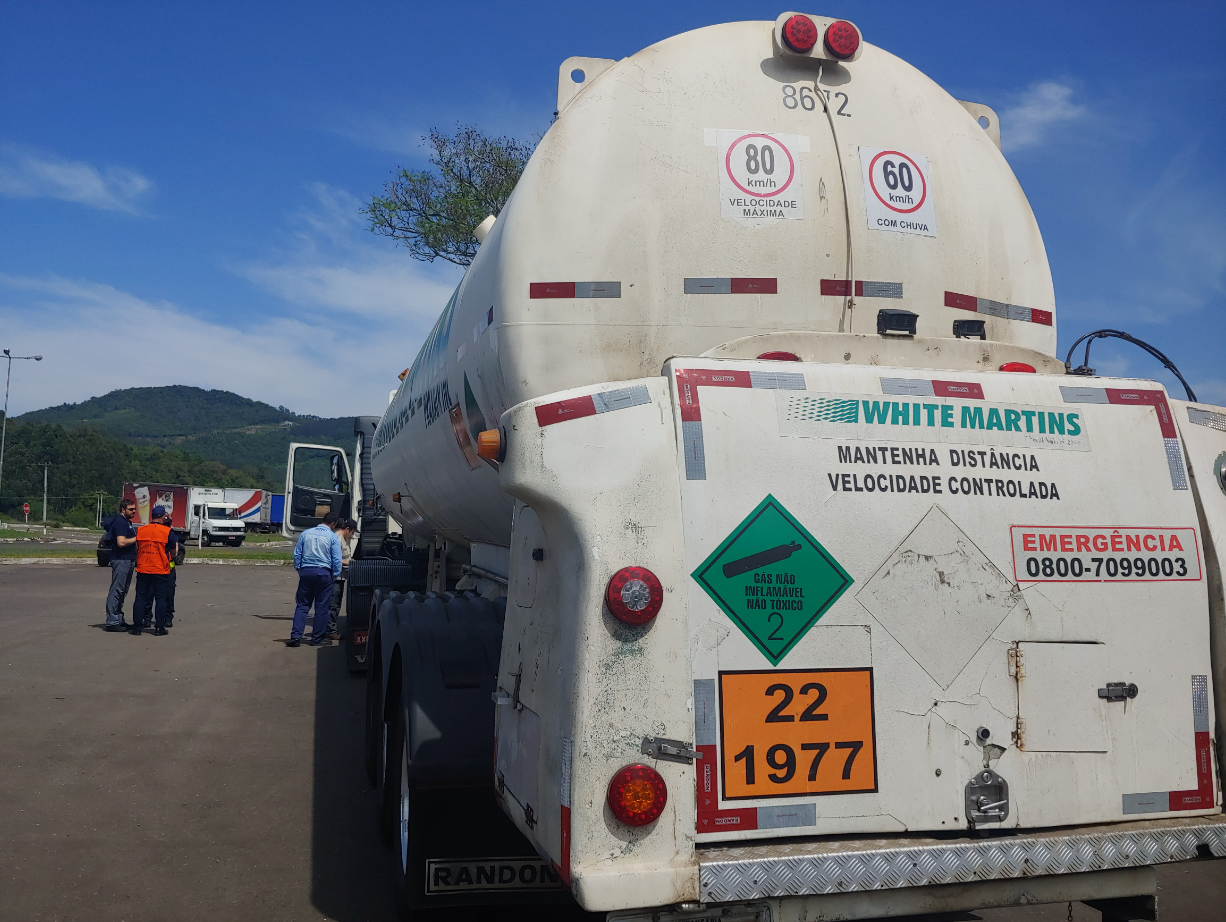 8672
80
km/h
VELOCIDADE
MÁXIMA
60
km/h
COM CHUVA
WHITE MARTINS
MANTENHA DISTÂNCIA
VELOCIDADE CONTROLADA
EMERGÊNCIA
0800-7099003
GÁS NÃO
INFLAMÁVEL
NÃO TÓXICO
2
22
1977
RANDON